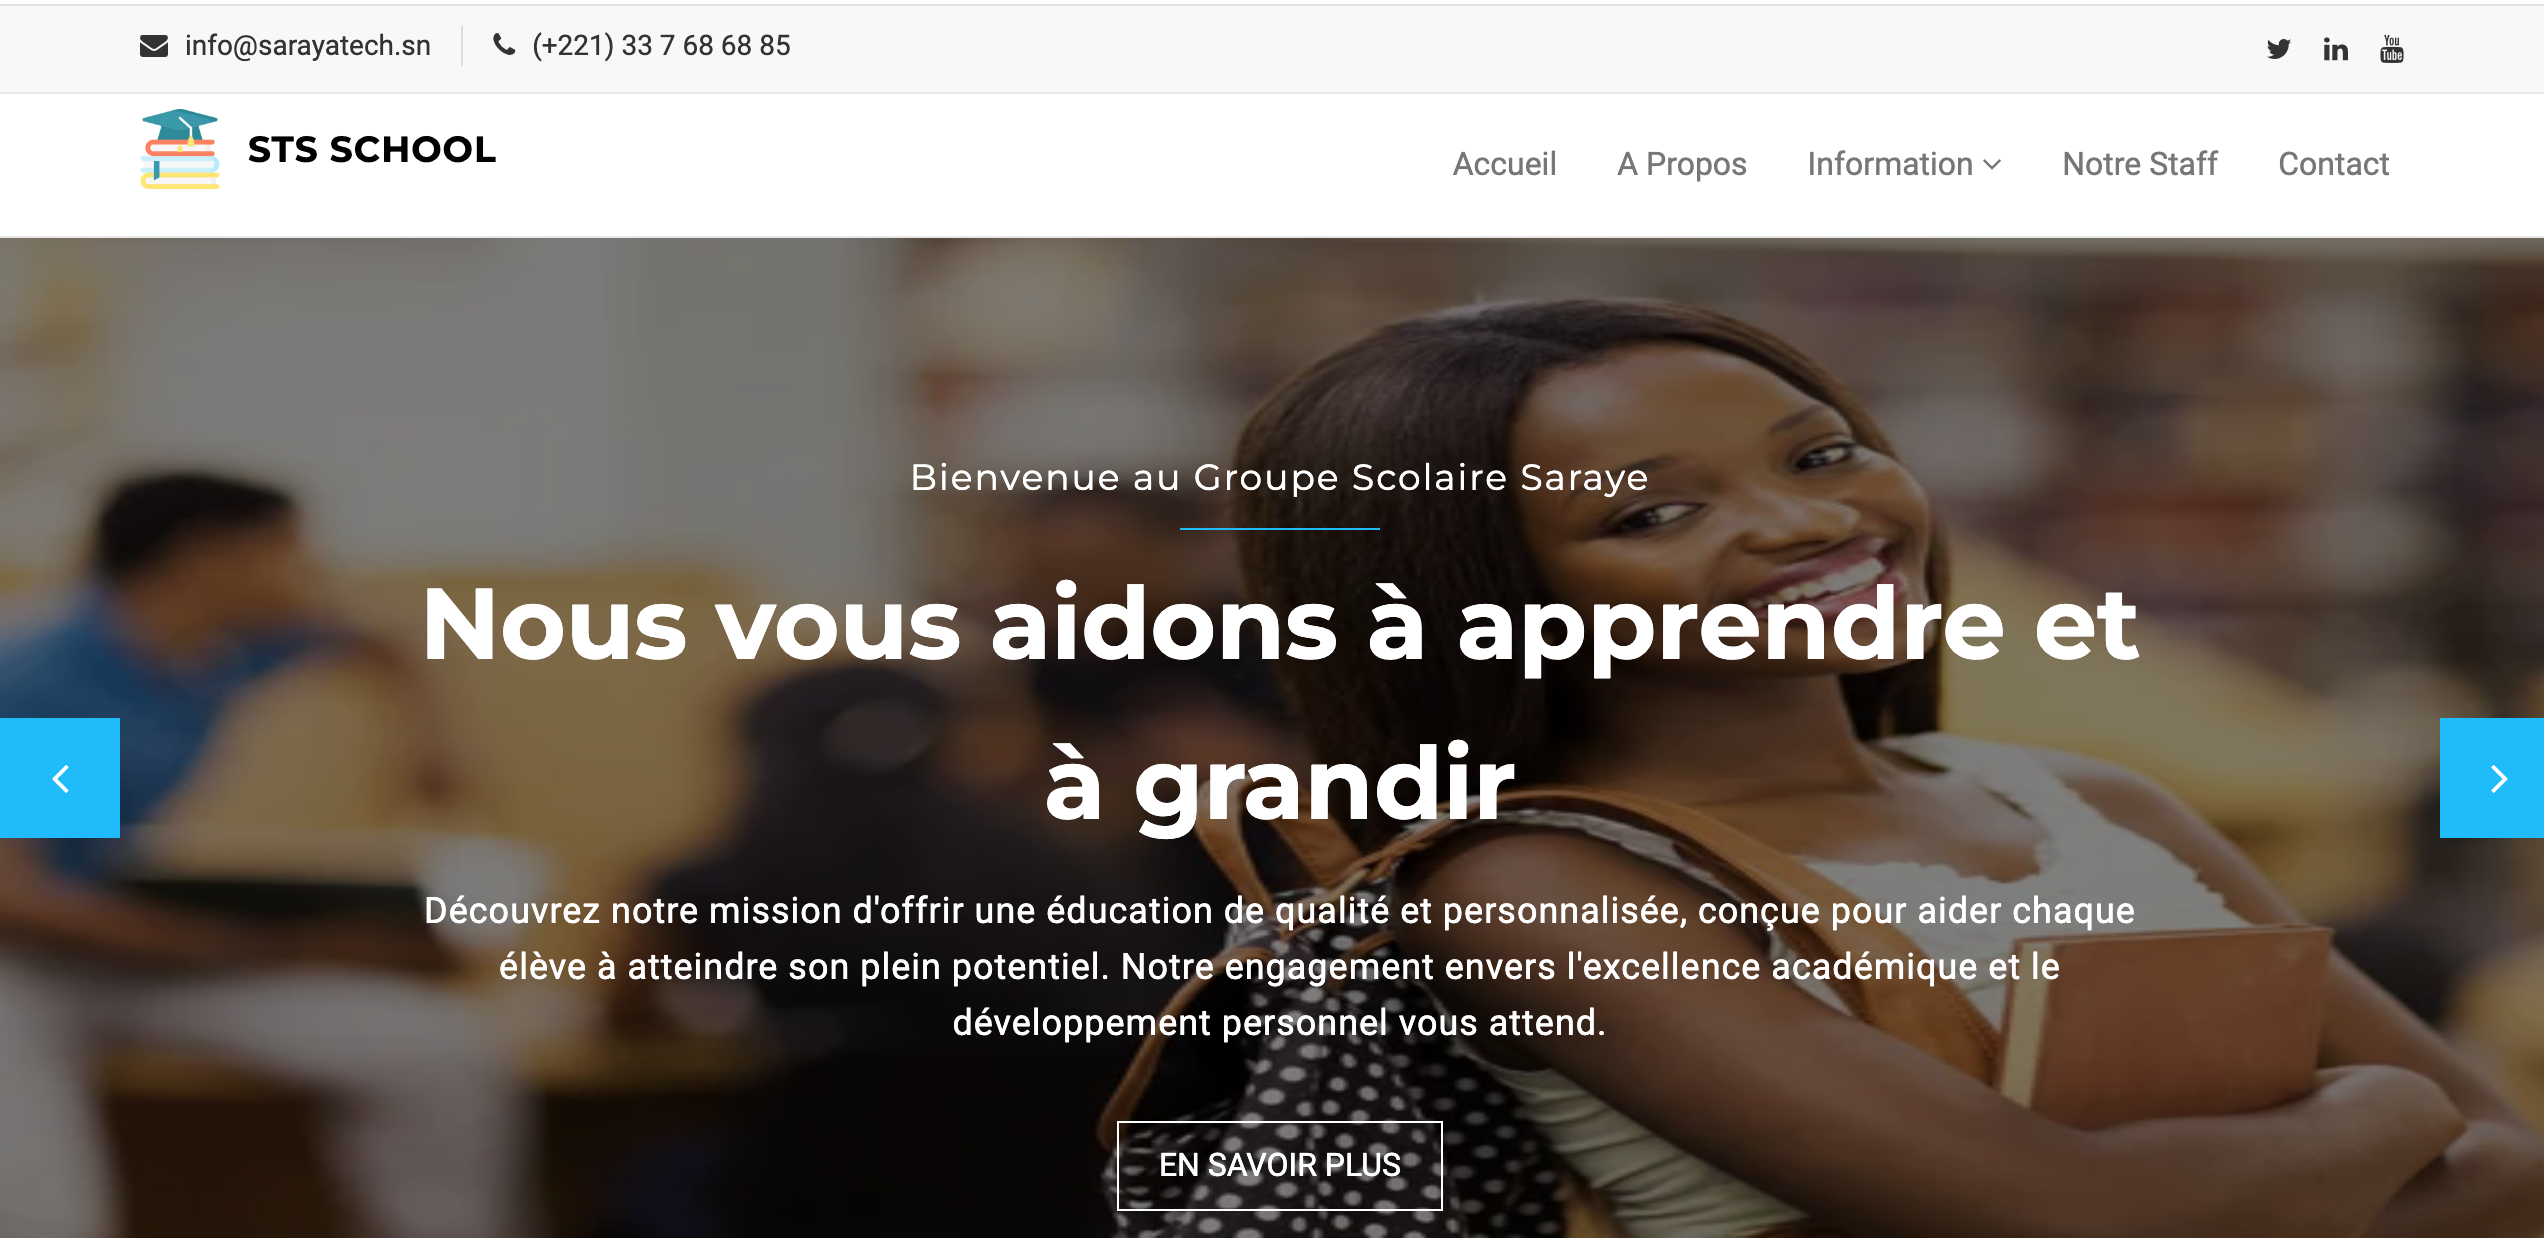 info@sarayatech.sn
(+221) 33 7 68 68 85
You
Tube
STS SCHOOL
Accueil
A Propos
Information
Notre Staff
Contact
Bienvenue au Groupe Scolaire Saraye
Nous vous aidons à apprendre et
à grandir
Découvrez notre mission d'offrir une éducation de qualité et personnalisée, conçue pour aider chaque
élève à atteindre son plein potentiel. Notre engagement envers l'excellence académique et le
développement personnel vous attend.
EN SAVOIR PLUS